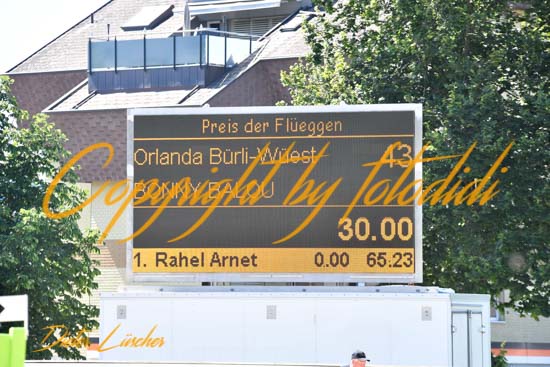 Preis der Flüeggen
Orlanda Bürli-Wüest 43
BONNY BALOU
30.00
1. Rahel Arnet 0.00 65.23
Copyright by fotodidi
Lüscher